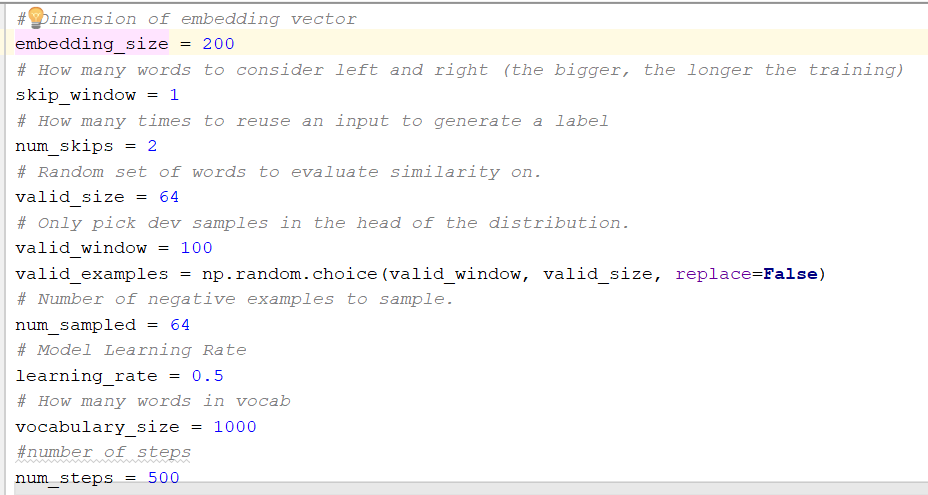 # Dimension of embedding vector
embedding_size = 200
# How many words to consider left and right (the bigger, the longer the training)
skip_window = 1
# How many times to reuse an input to generate a label
num_skips = 2
# Random set of words to evaluate similarity on.
valid_size = 64
# Only pick dev samples in the head of the distribution.
valid_window = 100
valid_examples = np.random.choice(valid_window, valid_size, replace=False)
# Number of negative examples to sample.
num_sampled = 64
# Model Learning Rate
learning_rate = 0.5
# How many words in vocab
vocabulary_size = 1000
#number of steps
num_steps = 500